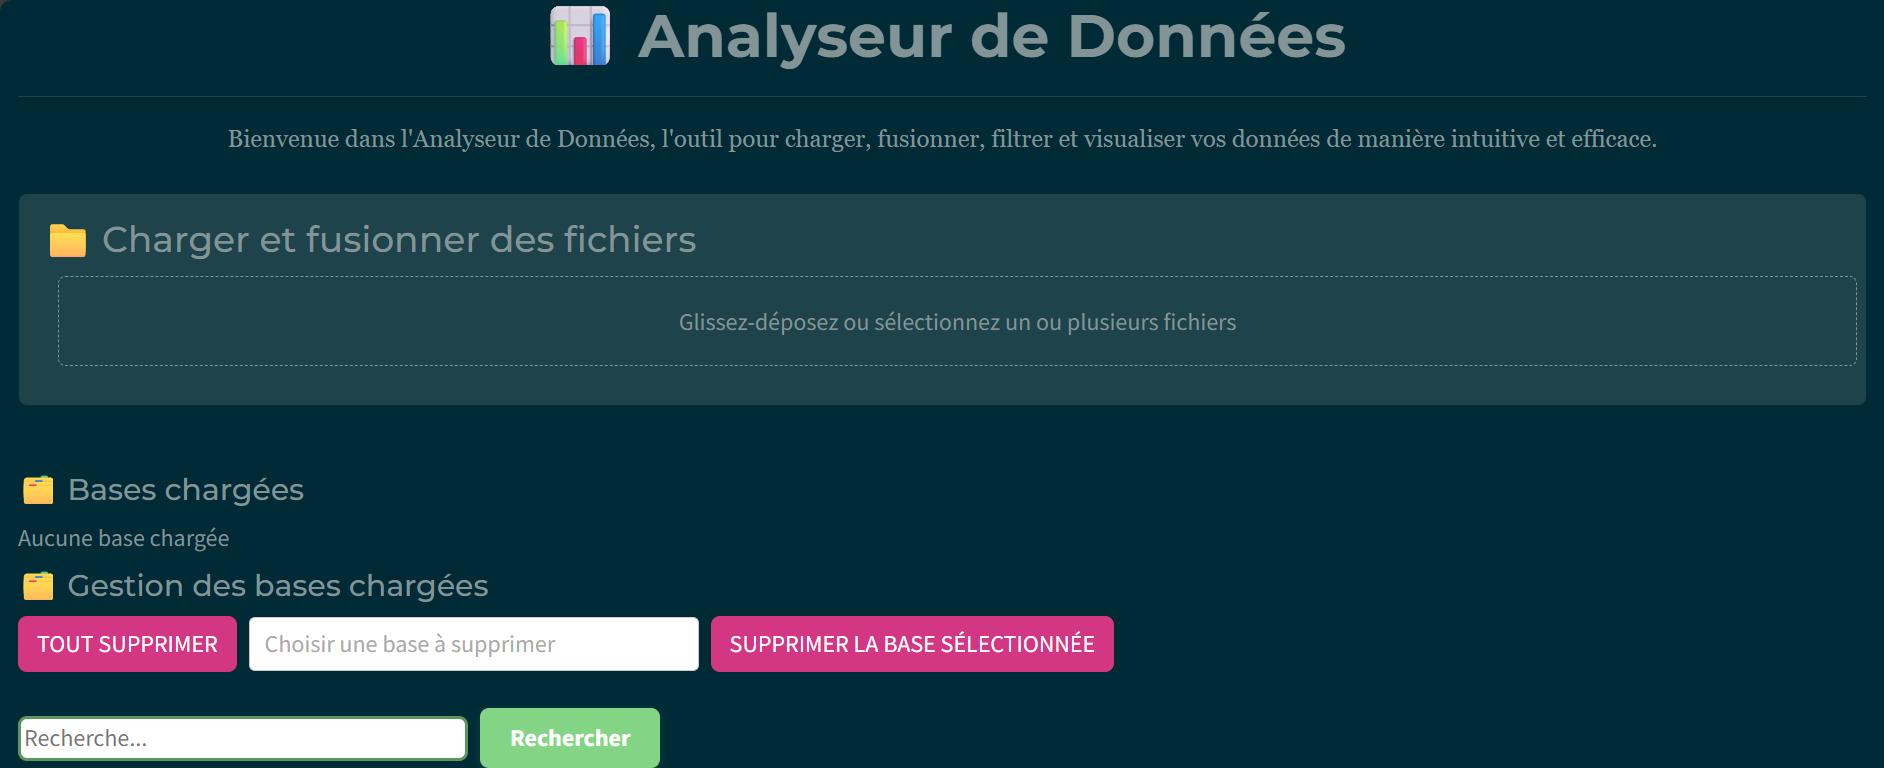 Analyseur de Données
Bienvenue dans l'Analyseur de Données, l'outil pour charger, fusionner, filtrer et visualiser vos données de manière intuitive et efficace.
Charger et fusionner des fichiers
Glissez-déposez ou sélectionnez un ou plusieurs fichiers
Bases chargées
Aucune base chargée
Gestion des bases chargées
TOUT SUPPRIMER Choisir une base à supprimer SUPPRIMER LA BASE SÉLECTIONNÉE
Recherche... Rechercher